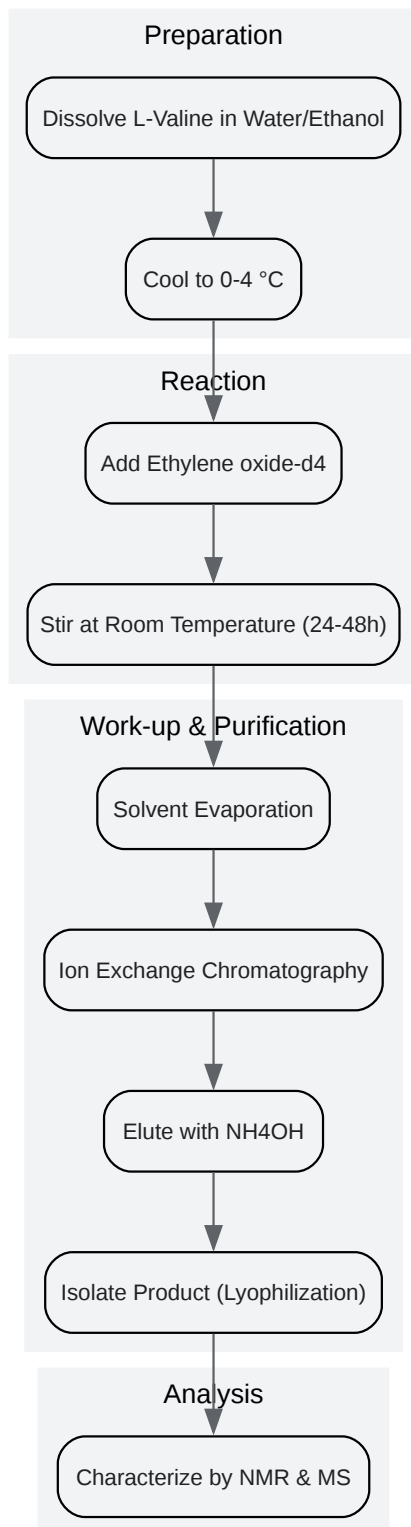 Preparation
Dissolve L-Valine in Water/Ethanol
Cool to 0-4 °C
Reaction
Add Ethylene oxide-d4
Stir at Room Temperature (24-48h)
Work-up & Purification
Solvent Evaporation
Ion Exchange Chromatography
Elute with NH4OH
Isolate Product (Lyophilization)
Analysis
Characterize by NMR & MS